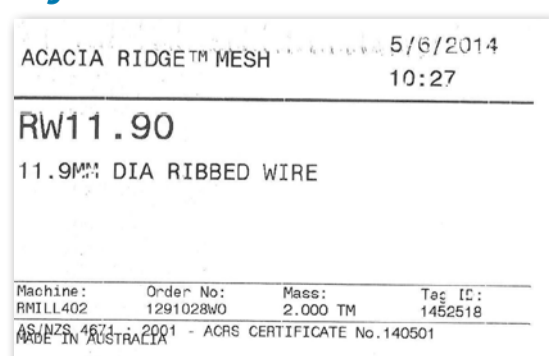 ACACIA RIDGE™ MESH
5/6/2014
10:27
RW11.90
11.9MM DIA RIBBED WIRE
Machine: Order No: Mass: Tag ID:
RMILL402 1291028WO 2.000 TM 1452518
AS/NZS 4671 : 2001 - ACRS CERTIFICATE No.140501
MADE IN AUSTRALIA